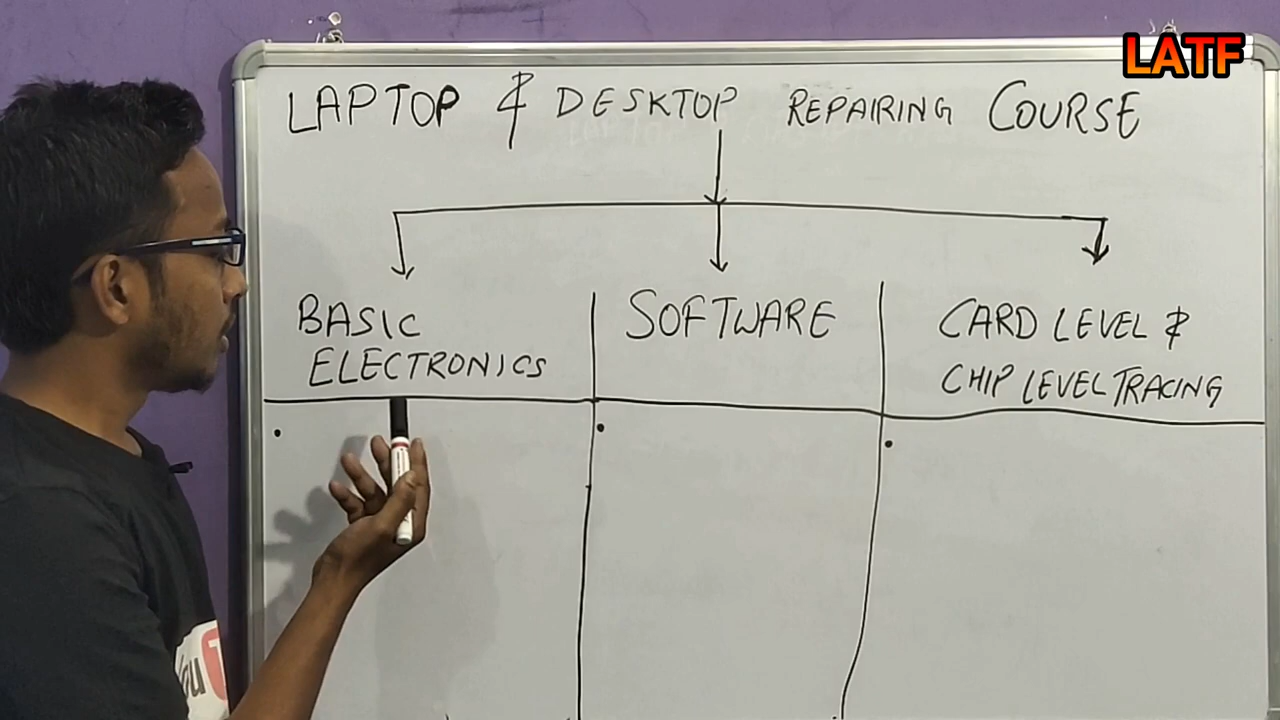 LATF
LAPTOP & DESKTOP REPAIRING COURSE
BASIC
ELECTRONICS
SOFTWARE
CARD LEVEL &
CHIP LEVEL TRACING